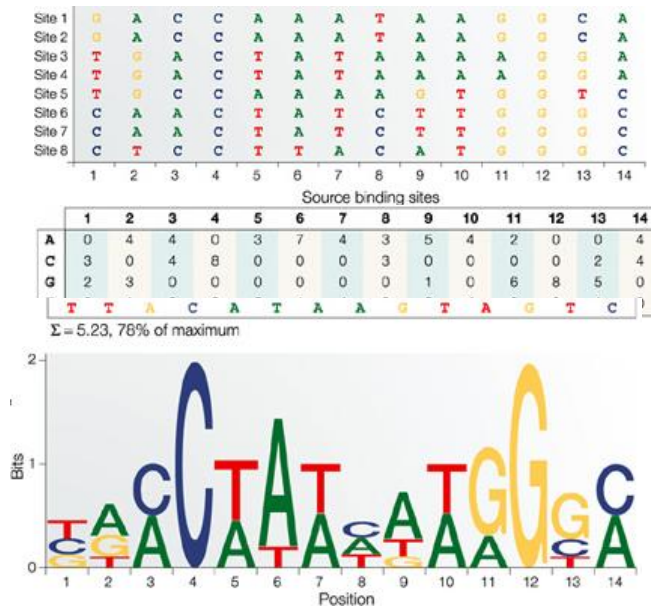 Site 1 G A C C A A A T A A G G C A
Site 2 G A C C A A A T A A G G C A
Site 3 T G A C T A T A A A A G G A
Site 4 T G A C T A T A A A A G G A
Site 5 T G C C A A A A G T G G T C
Site 6 C A A C T A T C T T G G G C
Site 7 C A A C T A T C T T G G G C
Site 8 C T C C T T A C A T G G G C
1 2 3 4 5 6 7 8 9 10 11 12 13 14
Source binding sites
1 2 3 4 5 6 7 8 9 10 11 12 13 14
A 0 4 4 0 3 7 4 3 5 4 2 0 0 4
C 3 0 4 8 0 0 0 3 0 0 0 0 2 4
G 2 3 0 0 0 0 0 0 1 0 6 8 5 0
T T A C A T A A G T A G T C
Σ = 5.23, 78% of maximum
2
Bits
1
0
T A C C T A T C A T G G G C
C G A A T A A T A A C A
G T T G T
1 2 3 4 5 6 7 8 9 10 11 12 13 14
Position